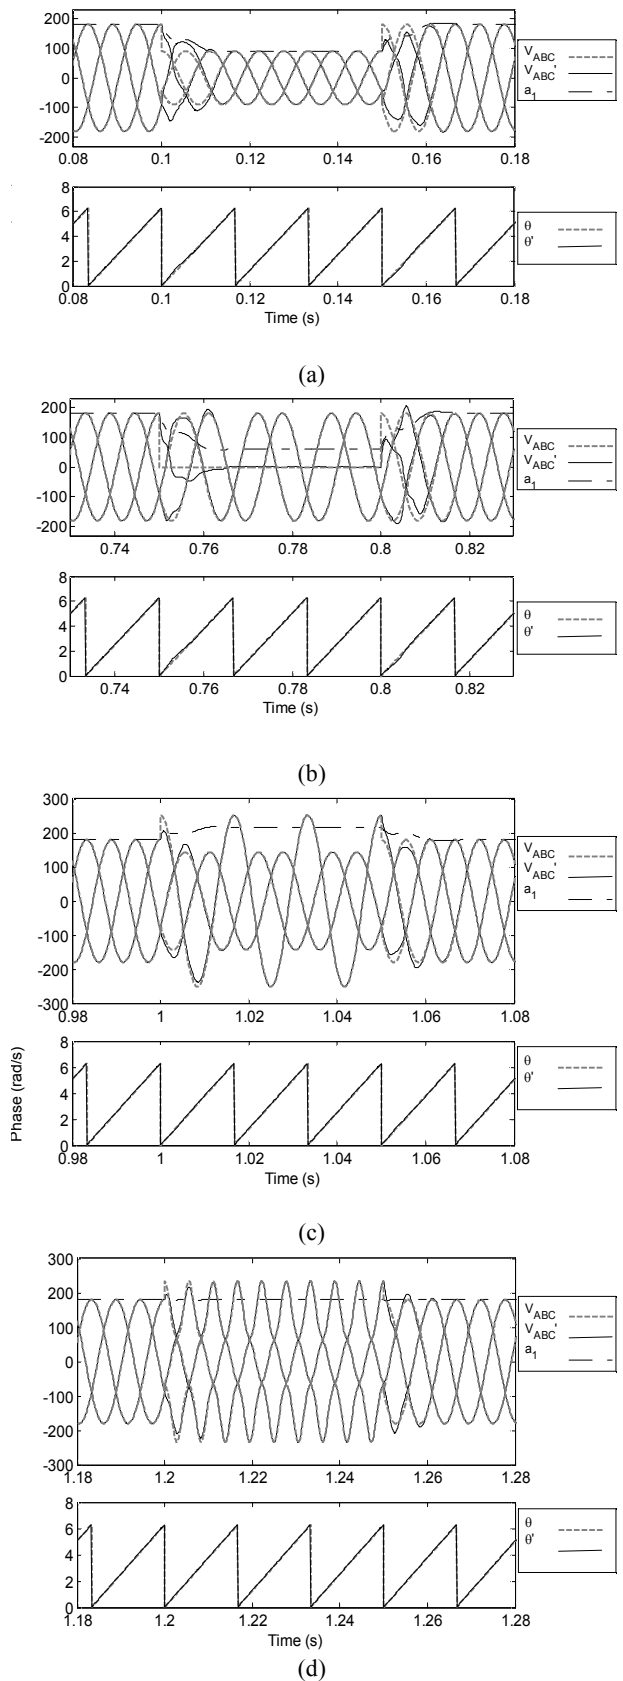 200
100
0
-100
-200
0.08 0.1 0.12 0.14 0.16 0.18
V_ABC
V_ABC'
a_1
8
6
4
2
0
0.08 0.1 0.12 0.14 0.16 0.18
Time (s)
θ
θ'
(a)
200
100
0
-100
-200
0.74 0.76 0.78 0.8 0.82
V_ABC
V_ABC'
a_1
8
6
4
2
0
0.74 0.76 0.78 0.8 0.82
Time (s)
θ
θ'
(b)
300
200
100
0
-100
-200
-300
0.98 1 1.02 1.04 1.06 1.08
V_ABC
V_ABC'
a_1
Phase (rad/s)
8
6
4
2
0
0.98 1 1.02 1.04 1.06 1.08
Time (s)
θ
θ'
(c)
300
200
100
0
-100
-200
-300
1.18 1.2 1.22 1.24 1.26 1.28
V_ABC
V_ABC'
a_1
8
6
4
2
0
1.18 1.2 1.22 1.24 1.26 1.28
Time (s)
θ
θ'
(d)